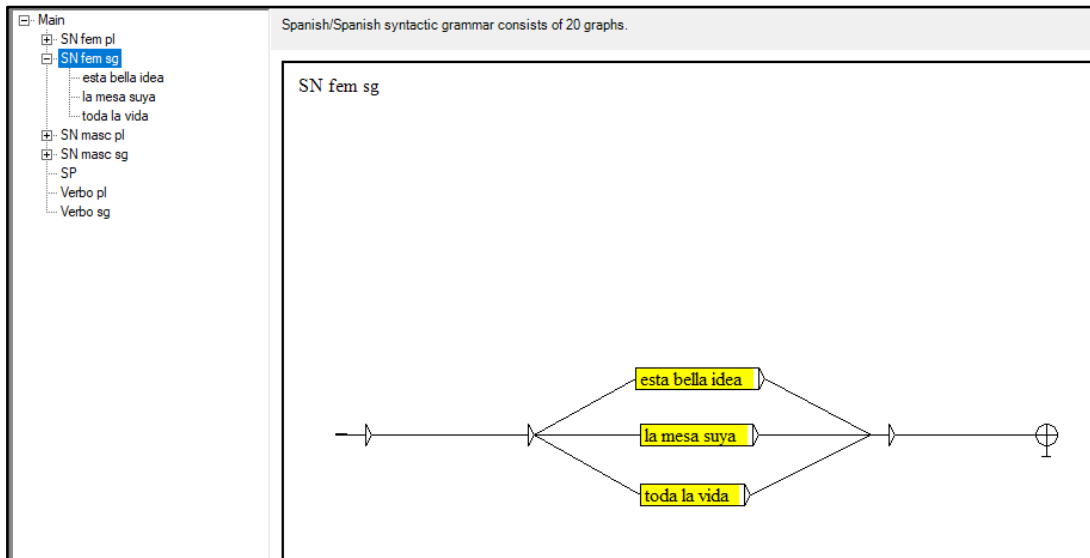 Main
SN fem pl
SN fem sg
esta bella idea
la mesa suya
toda la vida
SN masc pl
SN masc sg
SP
Verbo pl
Verbo sg
Spanish/Spanish syntactic grammar consists of 20 graphs.
SN fem sg
esta bella idea
la mesa suya
toda la vida